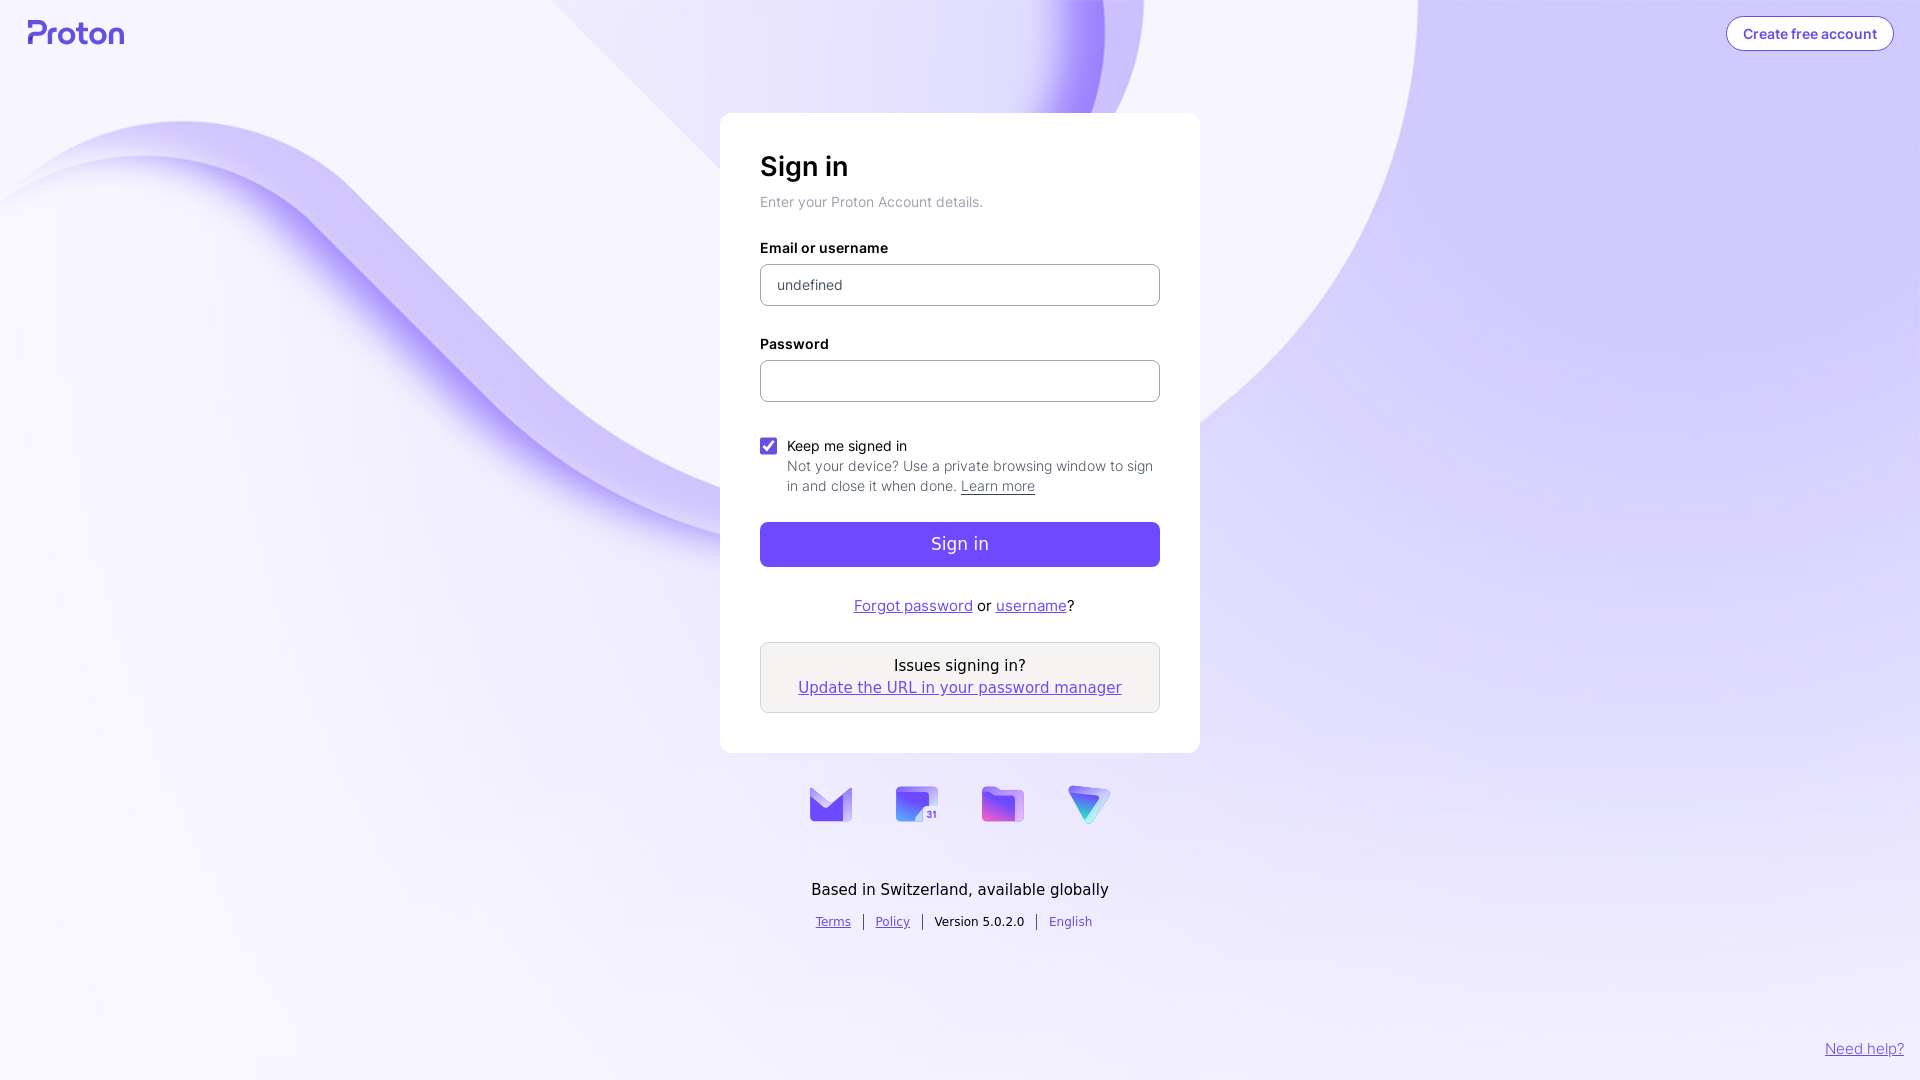 Proton
Create free account
Sign in
Enter your Proton Account details.
Email or username
undefined
Password
Keep me signed in
Not your device? Use a private browsing window to sign
in and close it when done. Learn more
Sign in
Forgot password or username?
Issues signing in?
Update the URL in your password manager
31
Based in Switzerland, available globally
Terms
Policy
Version 5.0.2.0
English
Need help?